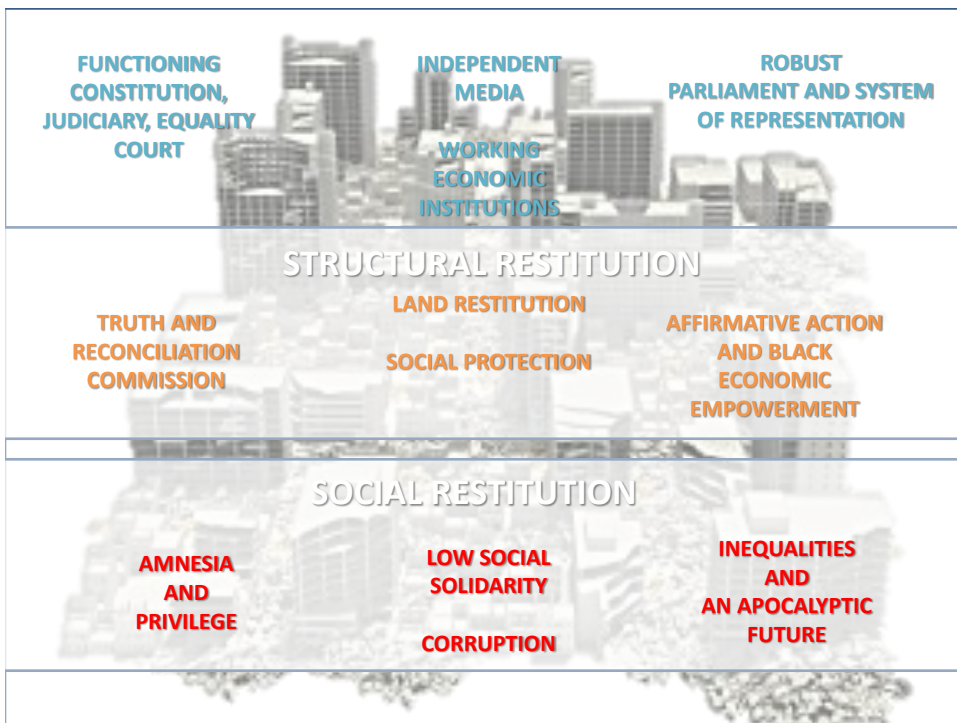 FUNCTIONING
CONSTITUTION,
JUDICIARY, EQUALITY
COURT
INDEPENDENT
MEDIA
WORKING
ECONOMIC
INSTITUTIONS
ROBUST
PARLIAMENT AND SYSTEM
OF REPRESENTATION
STRUCTURAL RESTITUTION
TRUTH AND
RECONCILIATION
COMMISSION
LAND RESTITUTION
SOCIAL PROTECTION
AFFIRMATIVE ACTION
AND BLACK
ECONOMIC
EMPOWERMENT
SOCIAL RESTITUTION
AMNESIA
AND
PRIVILEGE
LOW SOCIAL
SOLIDARITY
CORRUPTION
INEQUALITIES
AND
AN APOCALYPTIC
FUTURE